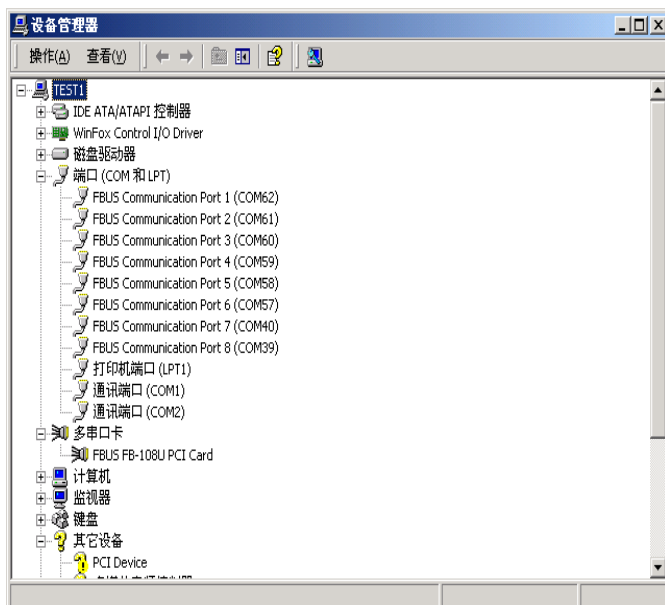 设备管理器
操作(A) 查看(V)
TEST1
IDE ATA/ATAPI 控制器
WinFox Control I/O Driver
磁盘驱动器
端口 (COM 和 LPT)
FBUS Communication Port 1 (COM62)
FBUS Communication Port 2 (COM61)
FBUS Communication Port 3 (COM60)
FBUS Communication Port 4 (COM59)
FBUS Communication Port 5 (COM58)
FBUS Communication Port 6 (COM57)
FBUS Communication Port 7 (COM40)
FBUS Communication Port 8 (COM39)
打印机端口 (LPT1)
通讯端口 (COM1)
通讯端口 (COM2)
多串口卡
FBUS FB-108U PCI Card
计算机
监视器
键盘
其它设备
PCI Device